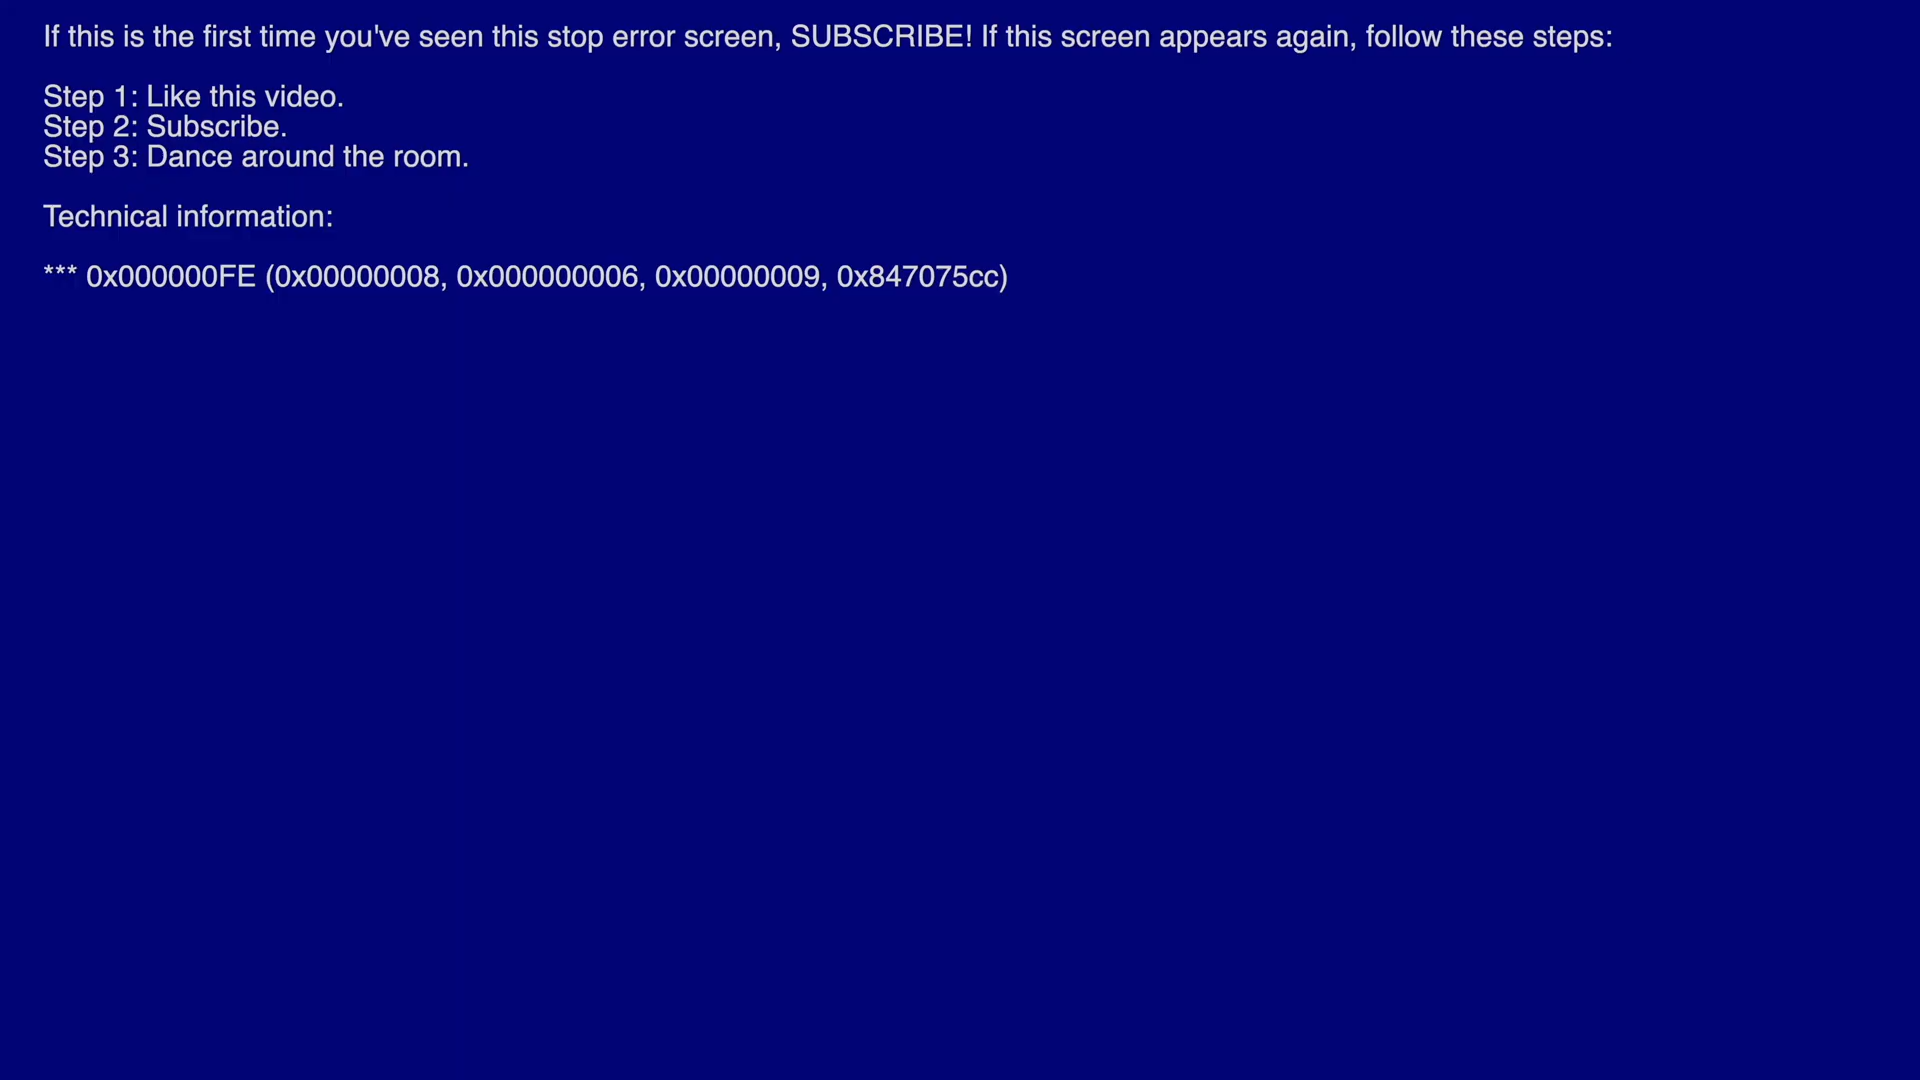 If this is the first time you've seen this stop error screen, SUBSCRIBE! If this screen appears again, follow these steps:
Step 1: Like this video.
Step 2: Subscribe.
Step 3: Dance around the room.
Technical information:
*** 0x000000FE (0x00000008, 0x000000006, 0x00000009, 0x847075cc)